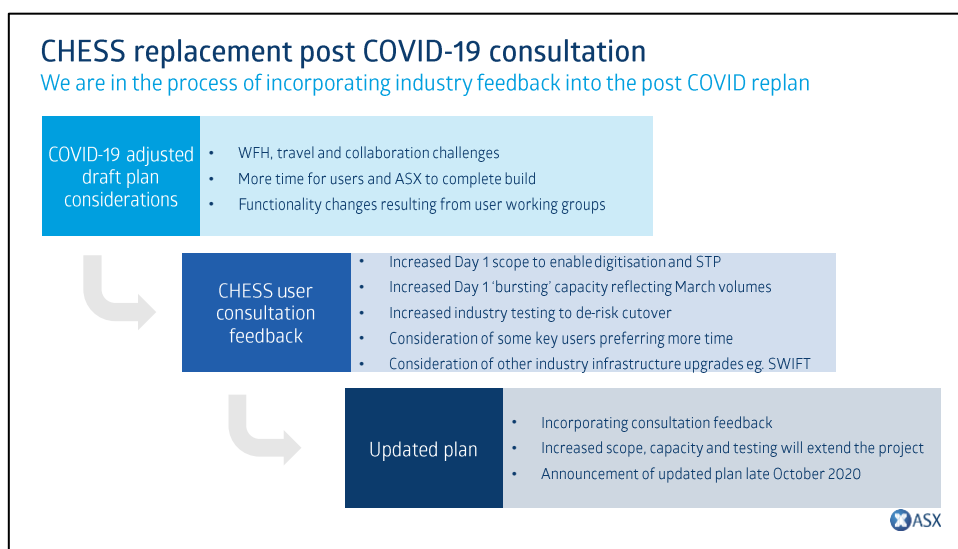 CHESS replacement post COVID-19 consultation
We are in the process of incorporating industry feedback into the post COVID replan
COVID-19 adjusted
draft plan
considerations
• WFH, travel and collaboration challenges
• More time for users and ASX to complete build
• Functionality changes resulting from user working groups
CHESS user
consultation
feedback
• Increased Day 1 scope to enable digitisation and STP
• Increased Day 1 ‘bursting’ capacity reflecting March volumes
• Increased industry testing to de-risk cutover
• Consideration of some key users preferring more time
• Consideration of other industry infrastructure upgrades eg. SWIFT
Updated plan
• Incorporating consultation feedback
• Increased scope, capacity and testing will extend the project
• Announcement of updated plan late October 2020
ASX